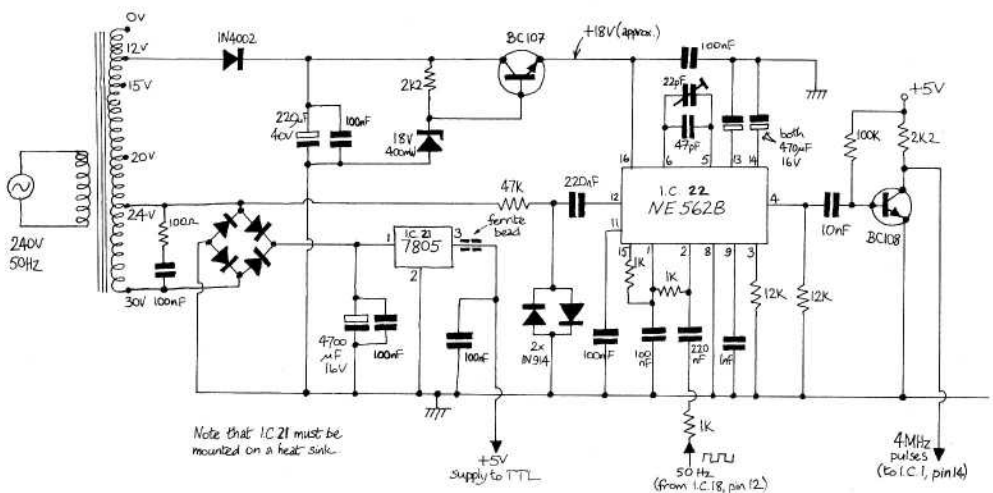 0V
12V
15V
20V
24V
30V
240V
50Hz
1N4002
BC107
+18V (approx.)
100nF
2k2
220µF
40V
100nF
18V
400mW
22pF
47pF
both
470µF
16V
+5V
100K
2K2
BC108
16
6
5
13
14
I.C. 22
NE 562B
12
11
4
15
1
2
8
9
3
10nF
47K
220nF
100Ω
100nF
1
I.C. 21
7805
3
2
ferrite
bead
1K
1K
12K
12K
4700
µF
16V
100nF
100nF
2x
1N914
100nF
100
nF
220
nF
1nF
Note that I.C 21 must be
mounted on a heat sink.
+5V
supply to TTL
1K
50 Hz
(from I.C.18, pin 12)
4MHz
pulses
(to I.C.1, pin 14)